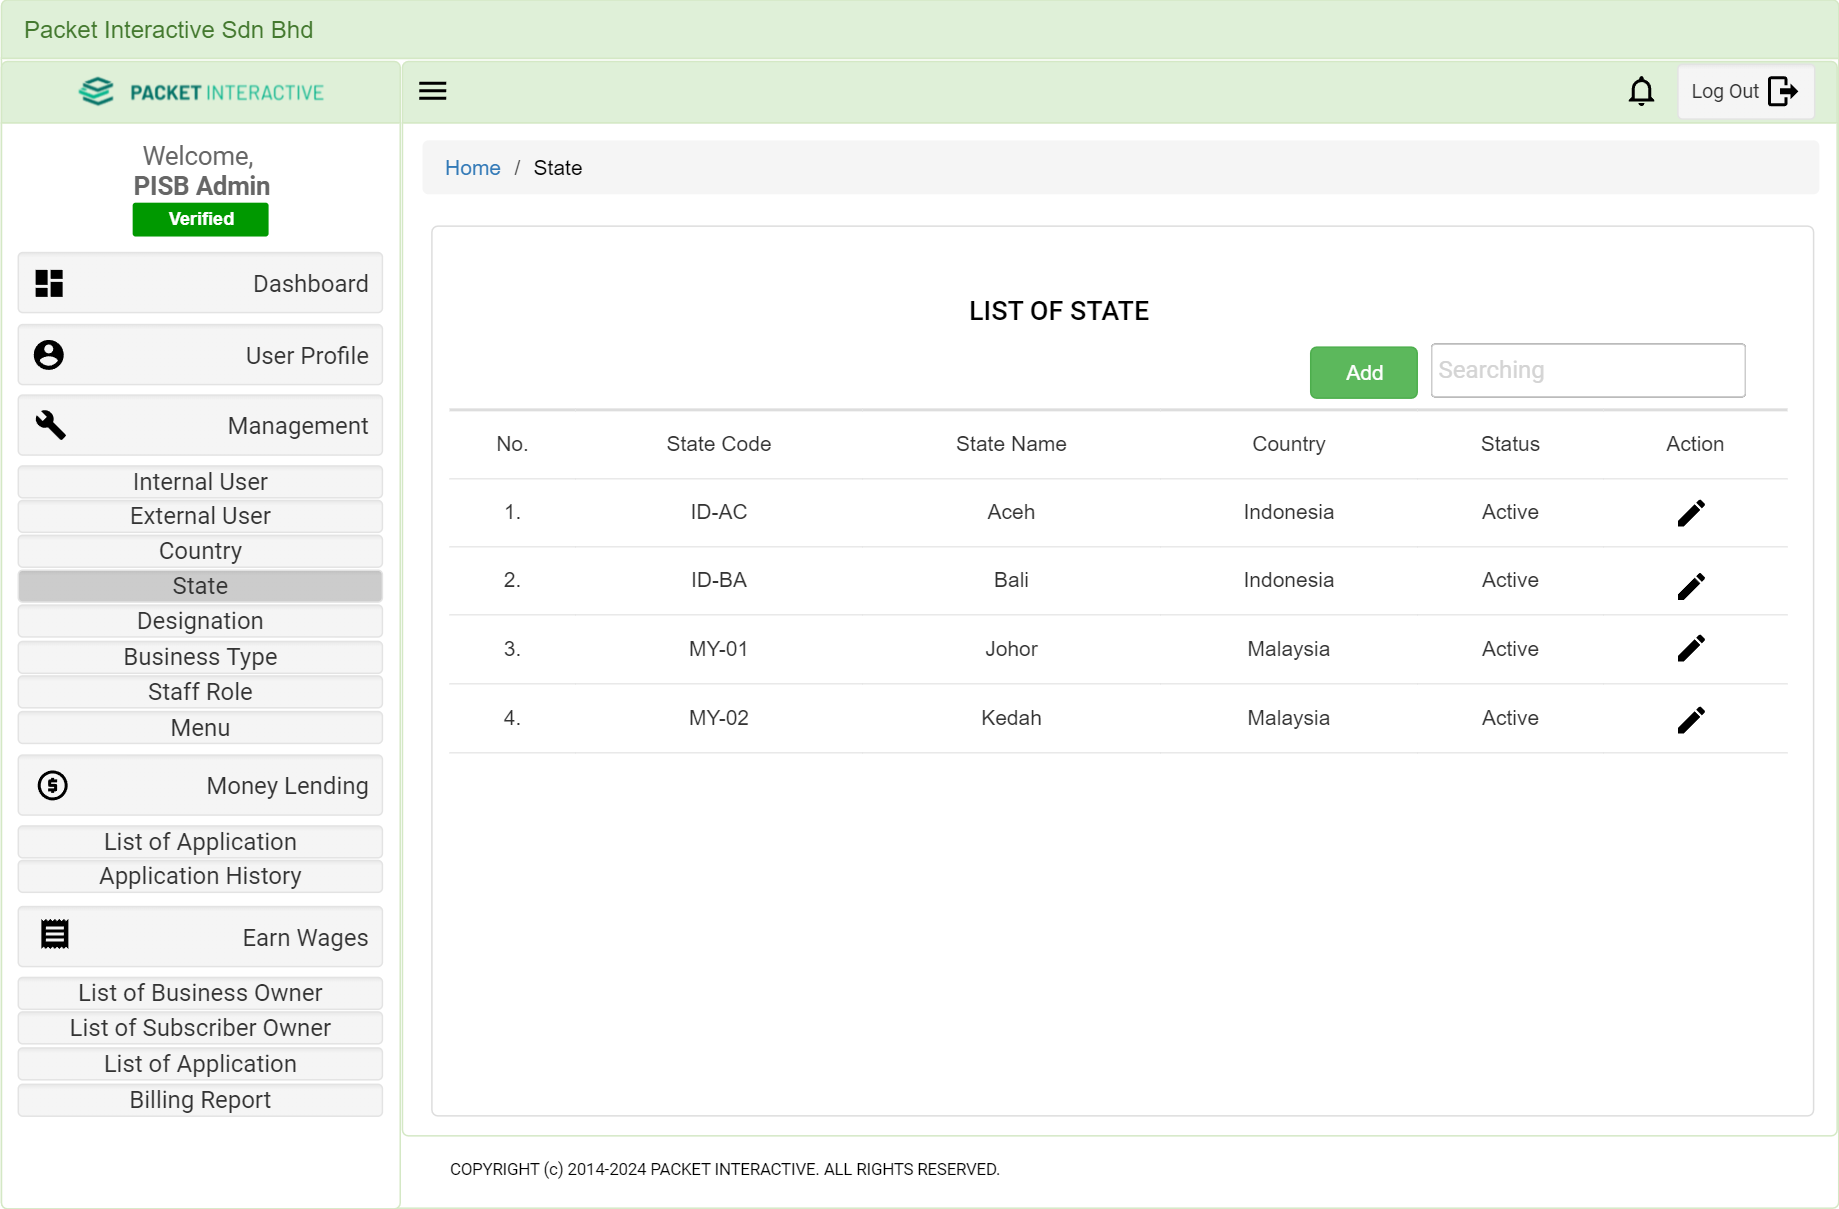 Packet Interactive Sdn Bhd
PACKET INTERACTIVE
Log Out
Welcome,
PISB Admin
Verified
Dashboard
User Profile
Management
Internal User
External User
Country
State
Designation
Business Type
Staff Role
Menu
Money Lending
List of Application
Application History
Earn Wages
List of Business Owner
List of Subscriber Owner
List of Application
Billing Report
Home / State
LIST OF STATE
Add Searching
No. State Code State Name Country Status Action
1. ID-AC Aceh Indonesia Active
2. ID-BA Bali Indonesia Active
3. MY-01 Johor Malaysia Active
4. MY-02 Kedah Malaysia Active
COPYRIGHT (c) 2014-2024 PACKET INTERACTIVE. ALL RIGHTS RESERVED.